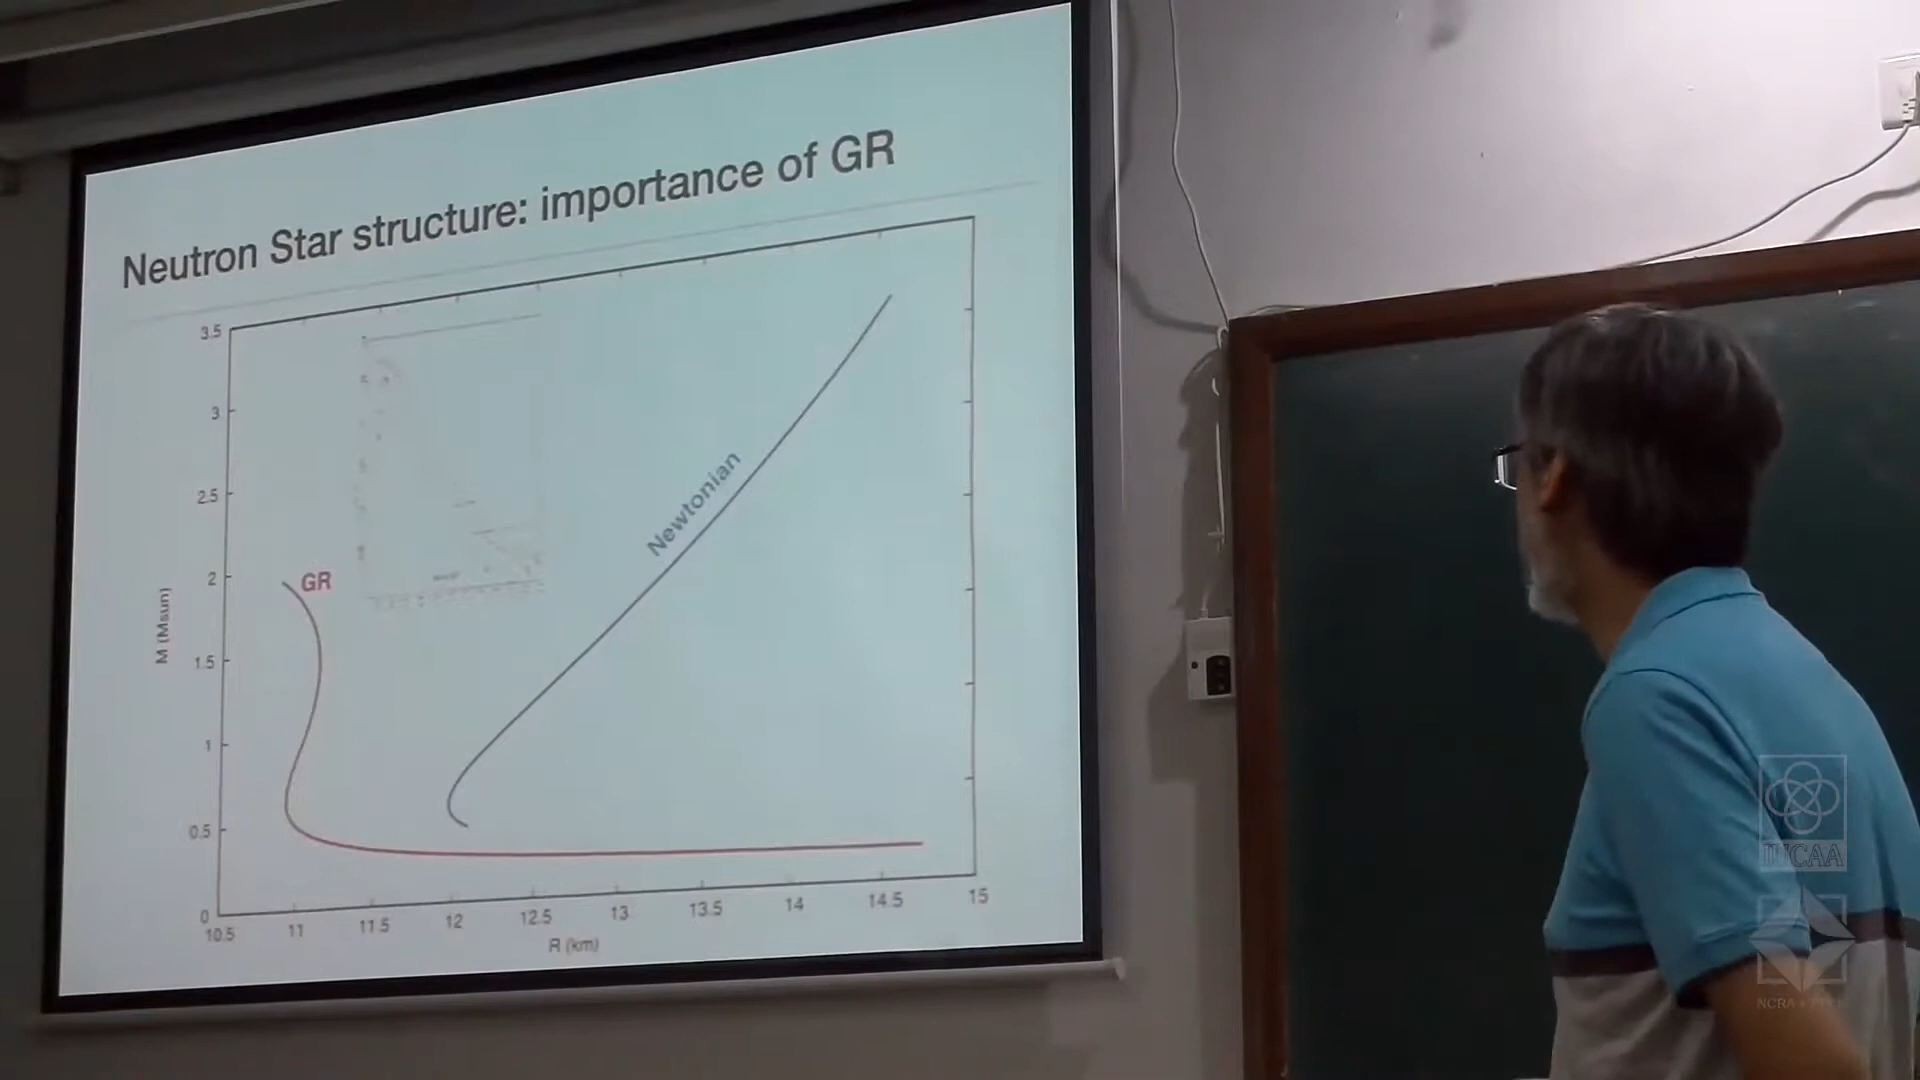 Neutron Star structure: importance of GR
3.5
3
2.5
2
1.5
1
0.5
0
M (Msun)
GR
Newtonian
10.5 11 11.5 12 12.5 13 13.5 14 14.5 15
R (km)
IUCAA